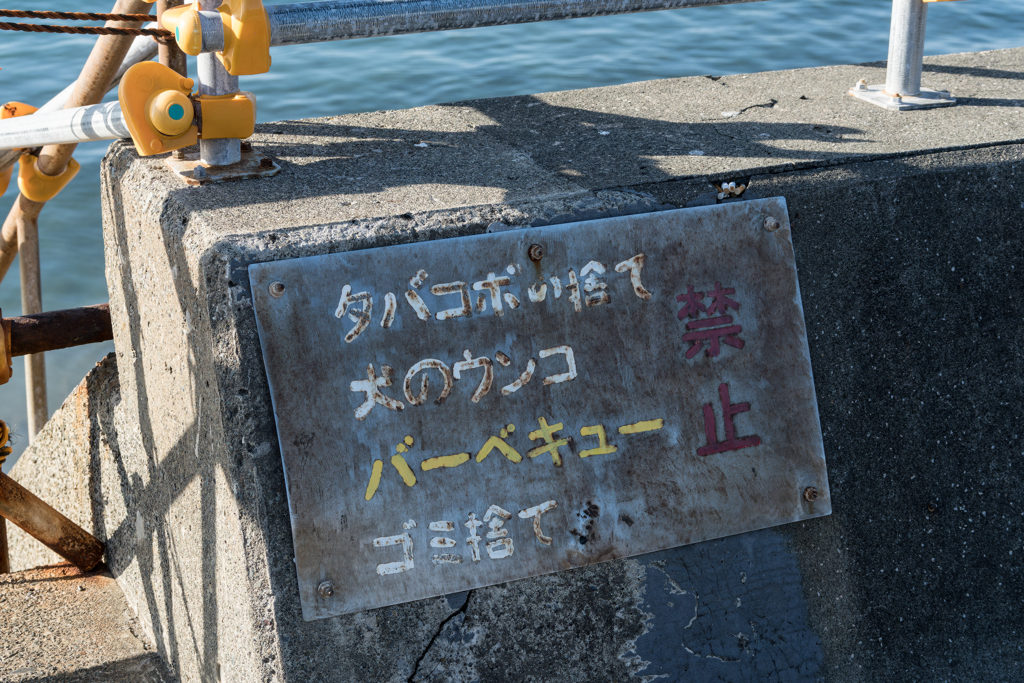 タバコポイ捨て
犬のウンコ
バーベキュー
ゴミ捨て
禁止